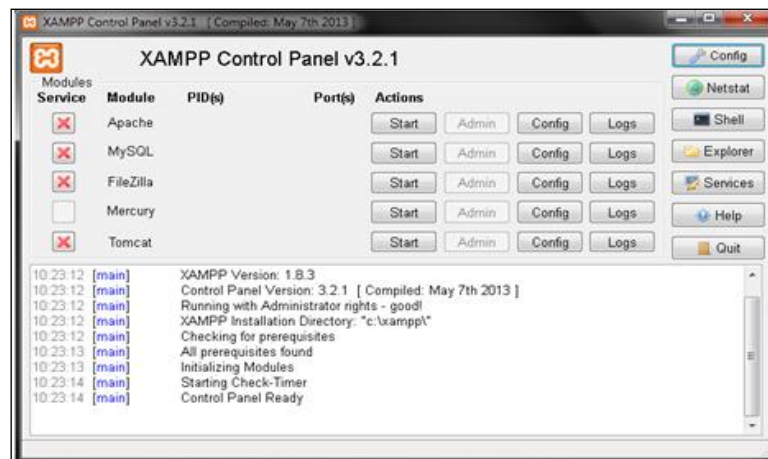 XAMPP Control Panel v3.2.1 [ Compiled: May 7th 2013 ]
XAMPP Control Panel v3.2.1
Config
Modules
Service Module PID(s) Port(s) Actions
Netstat
Apache Start Admin Config Logs
Shell
MySQL Start Admin Config Logs
Explorer
FileZilla Start Admin Config Logs
Services
Mercury Start Admin Config Logs
Help
Tomcat Start Admin Config Logs
Quit
10:23:12 [main] XAMPP Version: 1.8.3
10:23:12 [main] Control Panel Version: 3.2.1 [ Compiled: May 7th 2013 ]
10:23:12 [main] Running with Administrator rights - good!
10:23:12 [main] XAMPP Installation Directory: "c:\xampp\"
10:23:12 [main] Checking for prerequisites
10:23:13 [main] All prerequisites found
10:23:13 [main] Initializing Modules
10:23:14 [main] Starting Check-Timer
10:23:14 [main] Control Panel Ready